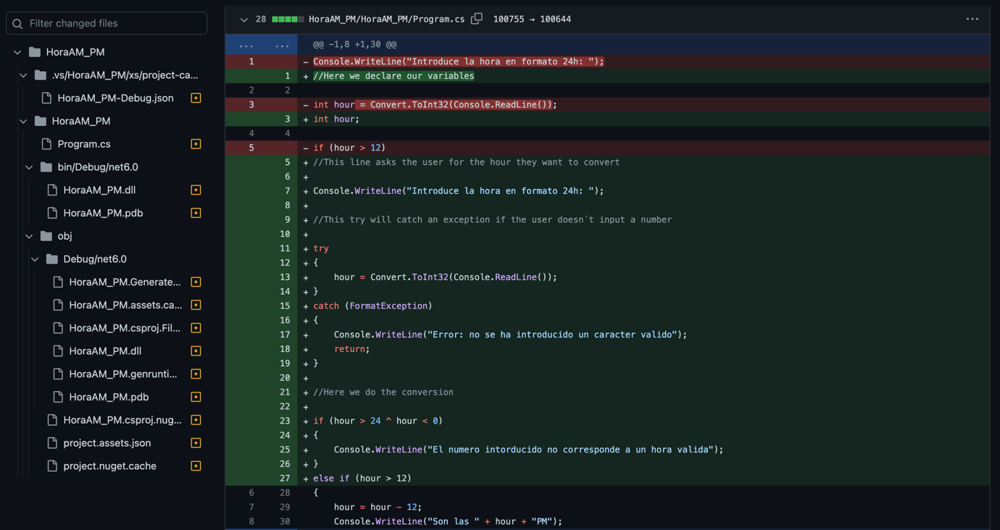 Filter changed files
HoraAM_PM
.vs/HoraAM_PM/xs/project-ca...
HoraAM_PM-Debug.json
HoraAM_PM
Program.cs
bin/Debug/net6.0
HoraAM_PM.dll
HoraAM_PM.pdb
obj
Debug/net6.0
HoraAM_PM.Generate...
HoraAM_PM.assets.ca...
HoraAM_PM.csproj.Fil...
HoraAM_PM.dll
HoraAM_PM.genrunti...
HoraAM_PM.pdb
HoraAM_PM.csproj.nug...
project.assets.json
project.nuget.cache
28 HoraAM_PM/HoraAM_PM/Program.cs 100755 → 100644 ...
... ... @@ -1,8 +1,30 @@
1 - Console.WriteLine("Introduce la hora en formato 24h: ");
1 + //Here we declare our variables
2 2
3 - int hour = Convert.ToInt32(Console.ReadLine());
3 + int hour;
4 4
5 - if (hour > 12)
5 + //This line asks the user for the hour they want to convert
6 +
7 + Console.WriteLine("Introduce la hora en formato 24h: ");
8 +
9 + //This try will catch an exception if the user doesn´t input a number
10 +
11 + try
12 + {
13 + hour = Convert.ToInt32(Console.ReadLine());
14 + }
15 + catch (FormatException)
16 + {
17 + Console.WriteLine("Error: no se ha introducido un caracter valido");
18 + return;
19 + }
20 +
21 + //Here we do the conversion
22 +
23 + if (hour > 24 ^ hour < 0)
24 + {
25 + Console.WriteLine("El numero intorducido no corresponde a un hora valida");
26 + }
27 + else if (hour > 12)
6 28 {
7 29 hour = hour - 12;
8 30 Console.WriteLine("Son las " + hour + "PM");